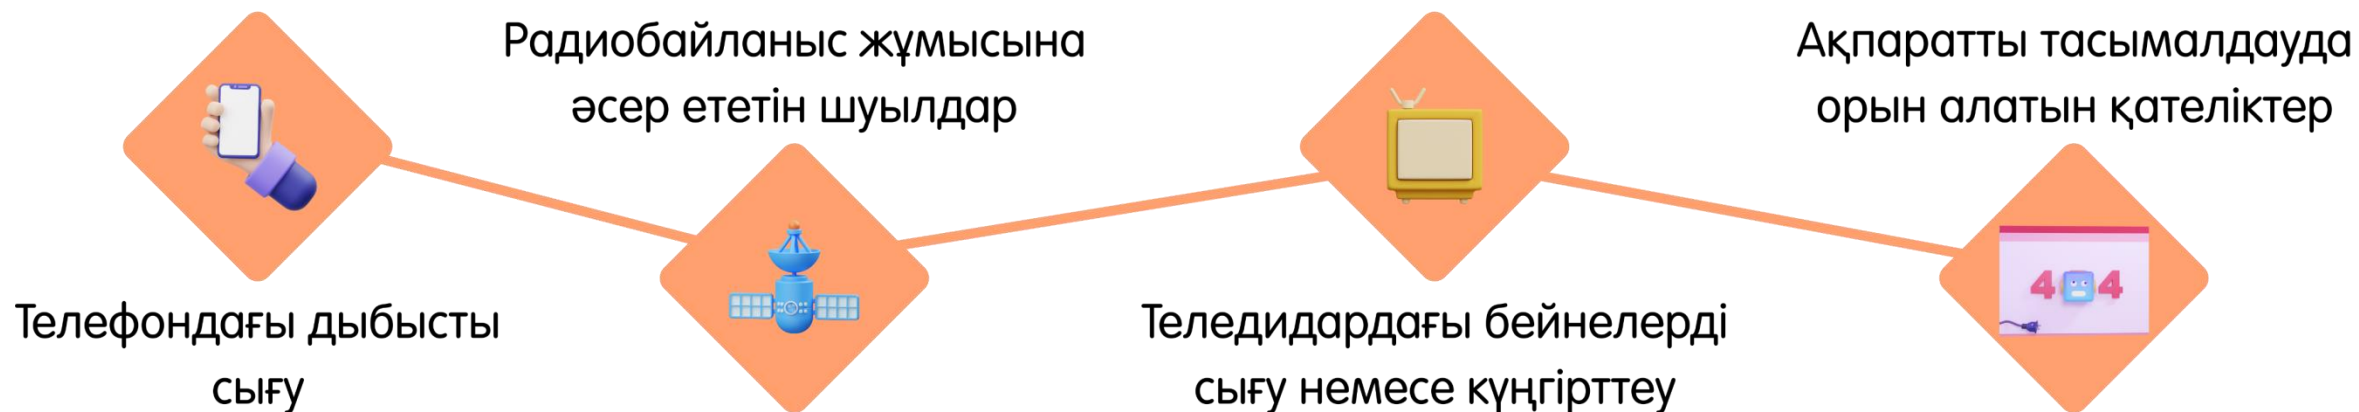 Телефондағы дыбысты
сығу
Радиобайланыс жұмысына
әсер ететін шуылдар
Теледидардағы бейнелерді
сығу немесе күңгірттеу
Ақпаратты тасымалдауда
орын алатын қателіктер
4 4